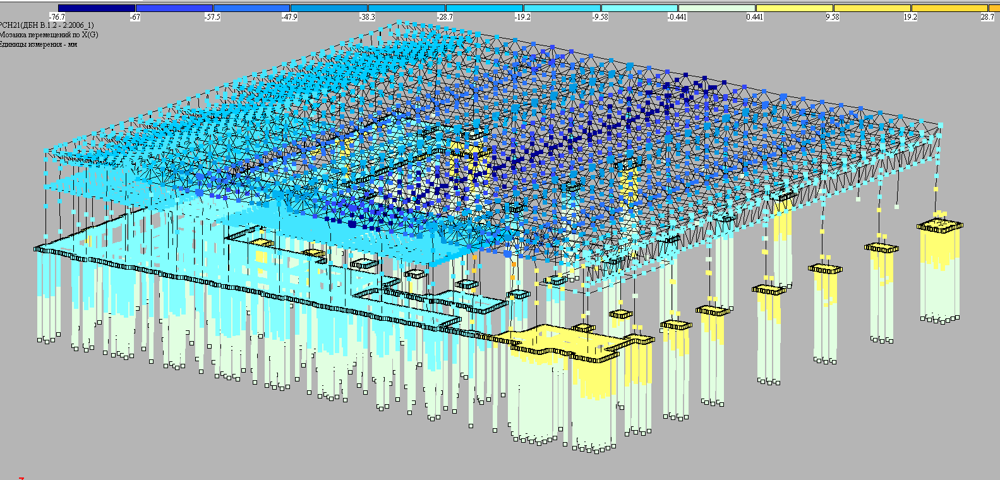 -76.7 -67 -57.5 -47.9 -38.3 -28.7 -19.2 -9.58 -0.441 0.441 9.58 19.2 28.7
РСН21(ДБН В.1.2 - 2:2006_1)
Мозаика перемещений по X(G)
Единицы измерения - мм